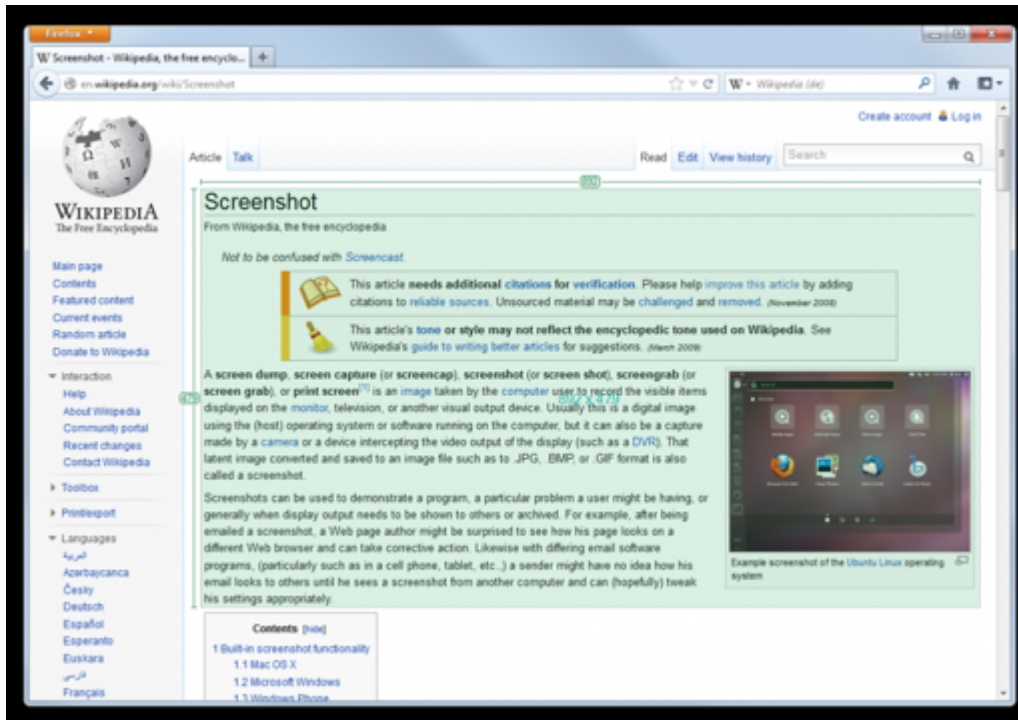 Firefox
Screenshot - Wikipedia, the free encyclo...
en.wikipedia.org/wiki/Screenshot
W - Wikipedia (de)
Create account Log in
Article Talk
Read Edit View history Search
892
WIKIPEDIA
The Free Encyclopedia
Main page
Contents
Featured content
Current events
Random article
Donate to Wikipedia
Interaction
Help
About Wikipedia
Community portal
Recent changes
Contact Wikipedia
Toolbox
Print/export
Languages
العربية
Azərbaycanca
Česky
Deutsch
Español
Esperanto
Euskara
فارسی
Français
Screenshot
From Wikipedia, the free encyclopedia
Not to be confused with Screencast.
This article needs additional citations for verification. Please help improve this article by adding
citations to reliable sources. Unsourced material may be challenged and removed. (November 2008)
This article's tone or style may not reflect the encyclopedic tone used on Wikipedia. See
Wikipedia's guide to writing better articles for suggestions. (March 2009)
A screen dump, screen capture (or screencap), screenshot (or screen shot), screengrab (or
screen grab), or print screen[1] is an image taken by the computer user to record the visible items
displayed on the monitor, television, or another visual output device. Usually this is a digital image
using the (host) operating system or software running on the computer, but it can also be a capture
made by a camera or a device intercepting the video output of the display (such as a DVR). That
latent image converted and saved to an image file such as to .JPG, .BMP, or .GIF format is also
called a screenshot.
479
892 x 479
Screenshots can be used to demonstrate a program, a particular problem a user might be having, or
generally when display output needs to be shown to others or archived. For example, after being
emailed a screenshot, a Web page author might be surprised to see how his page looks on a
different Web browser and can take corrective action. Likewise with differing email software
programs, (particularly such as in a cell phone, tablet, etc..) a sender might have no idea how his
email looks to others until he sees a screenshot from another computer and can (hopefully) tweak
his settings appropriately.
Example screenshot of the Ubuntu Linux operating
system
Contents [hide]
1 Built-in screenshot functionality
1.1 Mac OS X
1.2 Microsoft Windows
1.3 Windows Phone